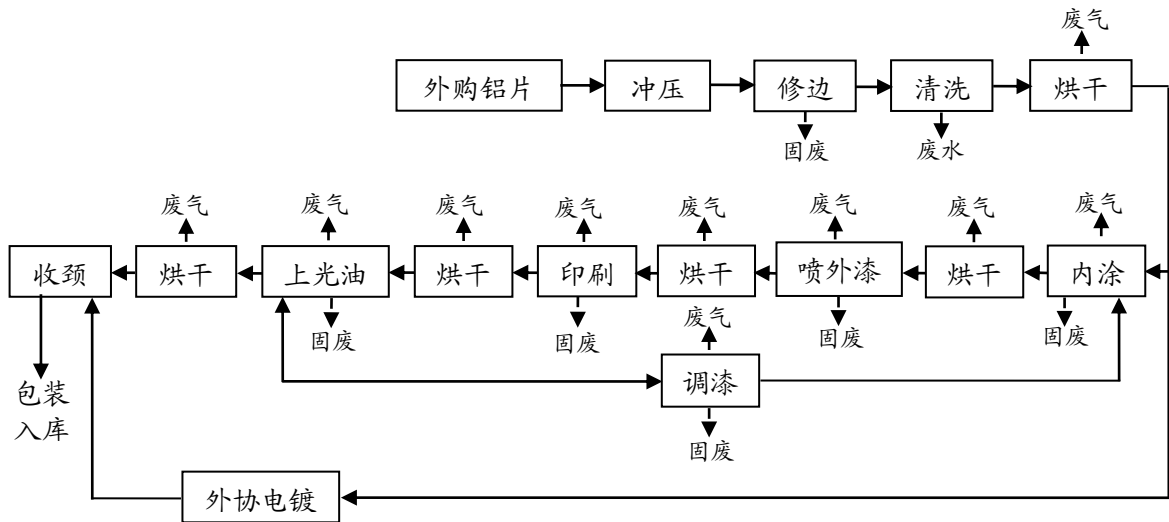 废气
外购铝片 冲压 修边 清洗 烘干
固废 废水
废气 废气 废气 废气 废气 废气 废气 废气
收颈 烘干 上光油 烘干 印刷 烘干 喷外漆 烘干 内涂
固废 固废 废气 固废 固废
调漆
包装
入库
固废
外协电镀